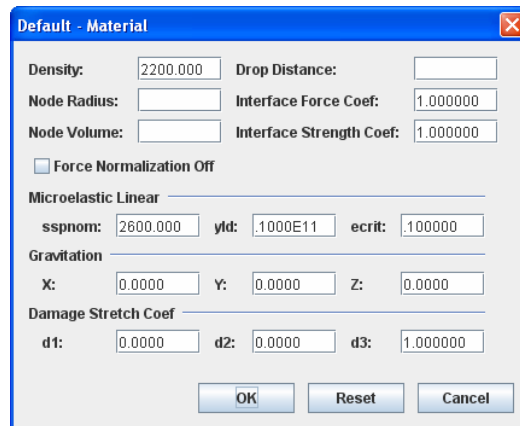 Default - Material
Density: 2200.000 Drop Distance:
Node Radius: Interface Force Coef: 1.000000
Node Volume: Interface Strength Coef: 1.000000
Force Normalization Off
Microelastic Linear
sspnom: 2600.000 yld: .1000E11 ecrit: .100000
Gravitation
X: 0.0000 Y: 0.0000 Z: 0.0000
Damage Stretch Coef
d1: 0.0000 d2: 0.0000 d3: 1.000000
OK Reset Cancel